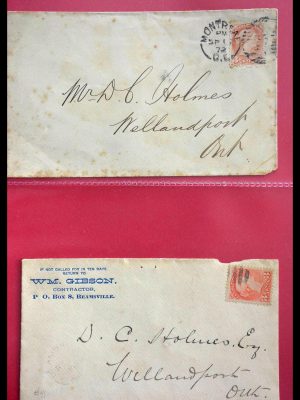 MONTREAL
PM
Mr D. C. Holmes
Wellandport
Ont
IF NOT CALLED FOR IN TEN DAYS
RETURN TO
WM. GIBSON,
CONTRACTOR,
P. O. BOX 8, BEAMSVILLE.
D. C. Holmes, Esq.
Wellandport
Ont.